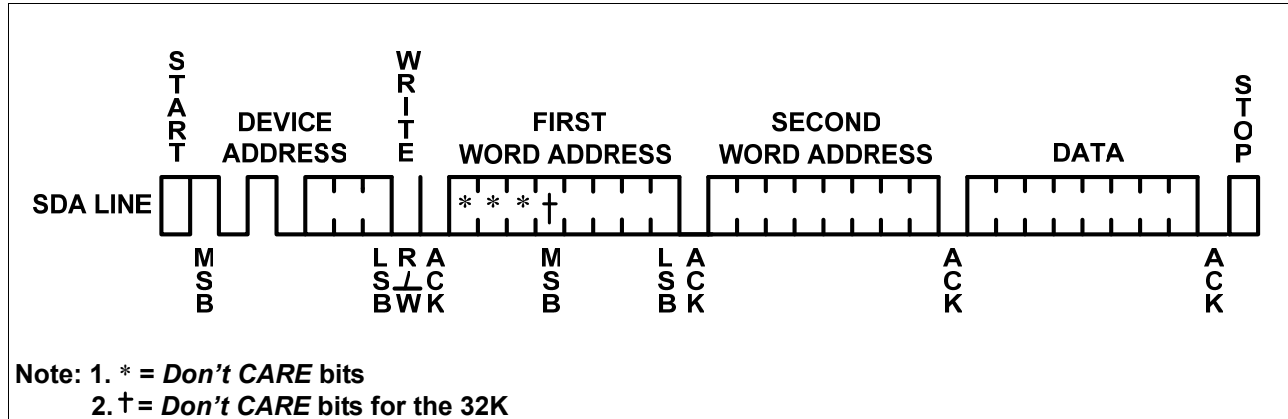 START
DEVICE
ADDRESS
WRITE
FIRST
WORD ADDRESS
SECOND
WORD ADDRESS
DATA
STOP
SDA LINE
* * * †
MSB
LSB
R/W
ACK
MSB
LSB
ACK
ACK
ACK
Note: 1. * = Don't CARE bits
2. † = Don't CARE bits for the 32K